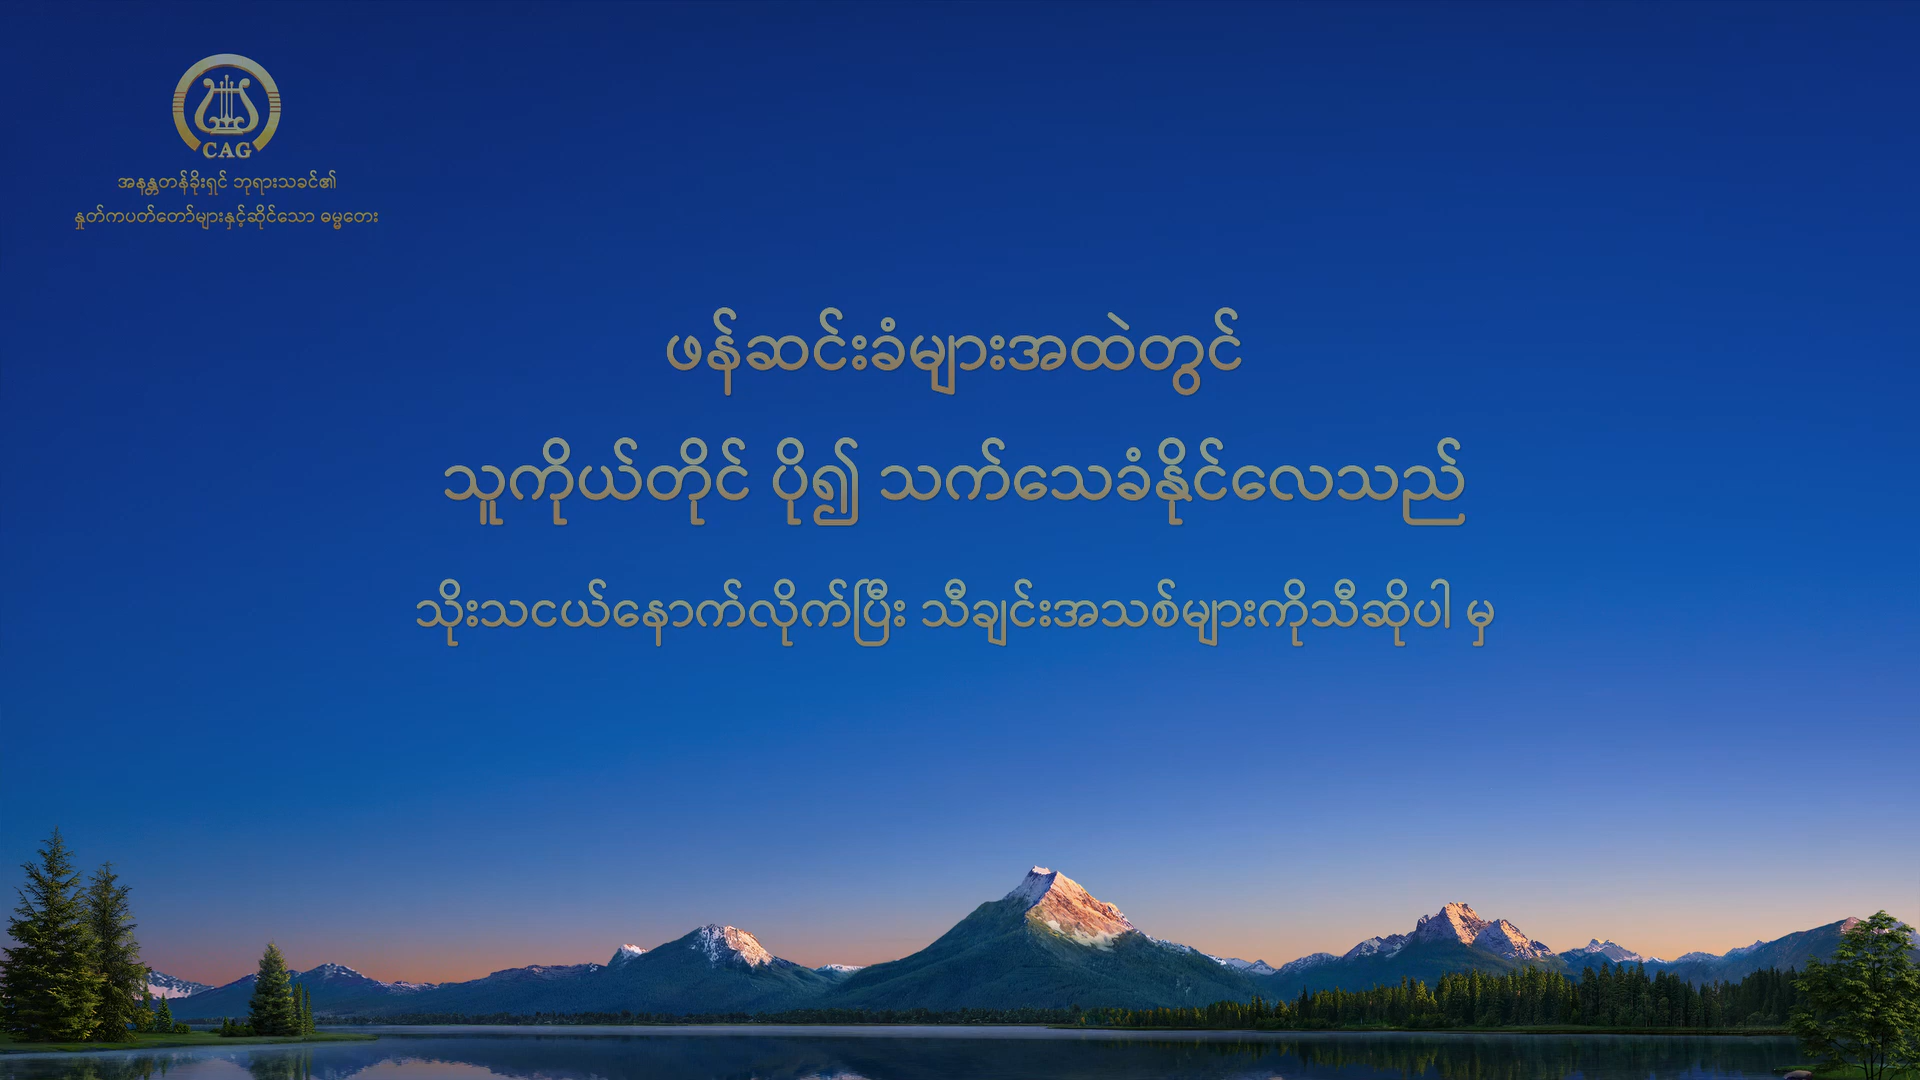 CAG
အနန္တတန်ခိုးရှင် ဘုရားသခင်၏
နှုတ်ကပတ်တော်များနှင့်ဆိုင်သော ဓမ္မတေး
ဖန်ဆင်းခံများအထဲတွင်
သူကိုယ်တိုင် ပို၍ သက်သေခံနိုင်လေသည်
သိုးသငယ်နောက်လိုက်ပြီး သီချင်းအသစ်များကိုသီဆိုပါ မှ